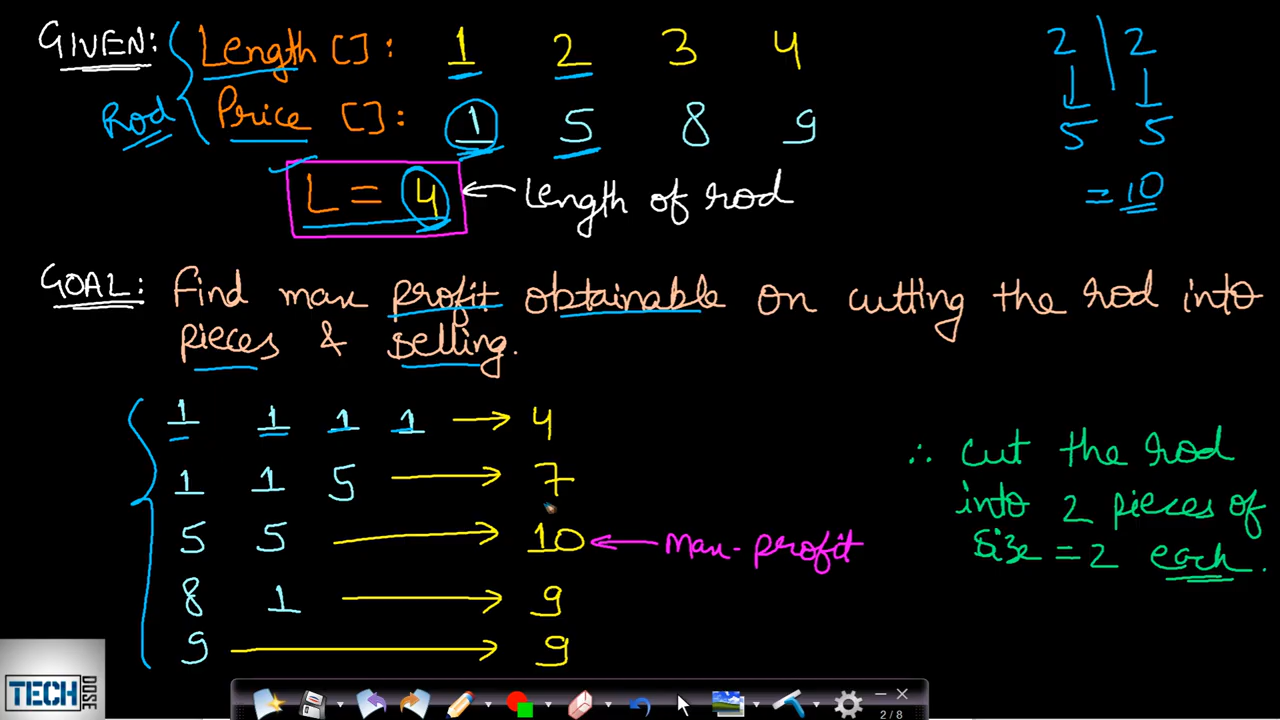 GIVEN: Length []: 1 2 3 4
Rod Price []: 1 5 8 9
L = 4 ← Length of rod
2 | 2
↓ ↓
5 5
= 10
GOAL: Find max profit obtainable on cutting the rod into
pieces & selling.
1 1 1 1 → 4
1 1 5 → 7
5 5 → 10 ← Max-profit
8 1 → 9
9 → 9
∴ cut the rod
into 2 pieces of
size = 2 each.
TECH DOSE
2 / 8